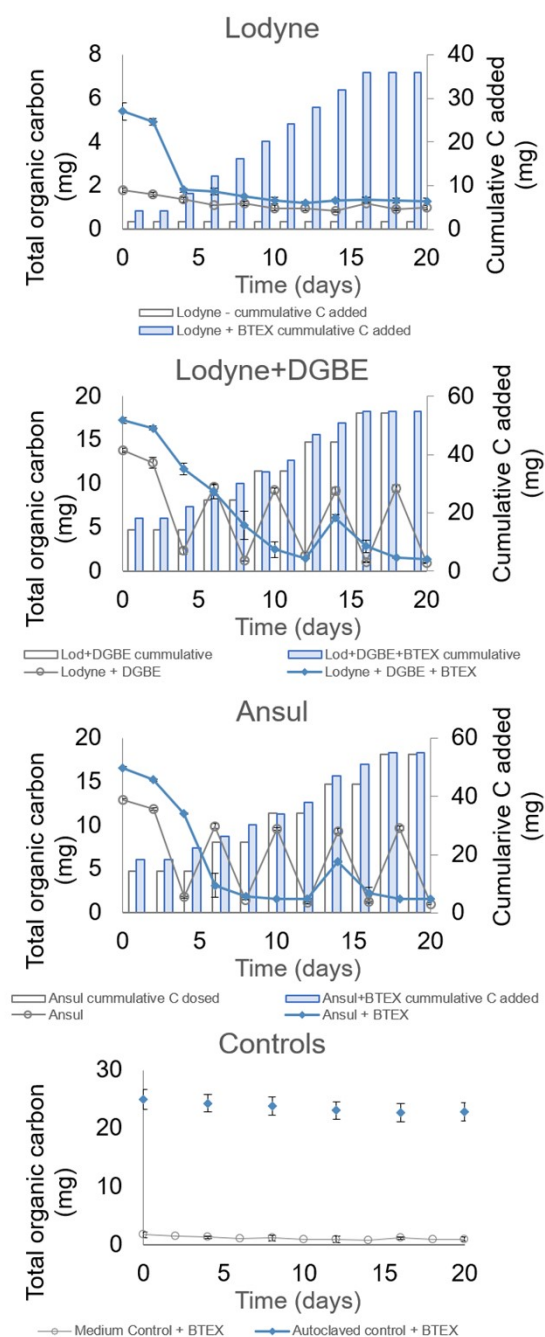 Lodyne
Total organic carbon
(mg)
8
6
4
2
0
40
30
20
10
0
Cumulative C added
(mg)
0 5 10 15 20
Time (days)
Lodyne - cummulative C added
Lodyne + BTEX cummulative C added
Lodyne+DGBE
Total organic carbon
(mg)
20
15
10
5
0
60
40
20
0
Cumulative C added
(mg)
0 5 10 15 20
Time (days)
Lod+DGBE cummulative Lod+DGBE+BTEX cummulative
Lodyne + DGBE Lodyne + DGBE + BTEX
Ansul
Total organic carbon
(mg)
20
15
10
5
0
60
40
20
0
Cumularive C added
(mg)
0 5 10 15 20
Time (days)
Ansul cummulative C dosed Ansul+BTEX cummulative C added
Ansul Ansul + BTEX
Controls
Total organic carbon
(mg)
30
20
10
0
0 5 10 15 20
Time (days)
Medium Control + BTEX Autoclaved control + BTEX